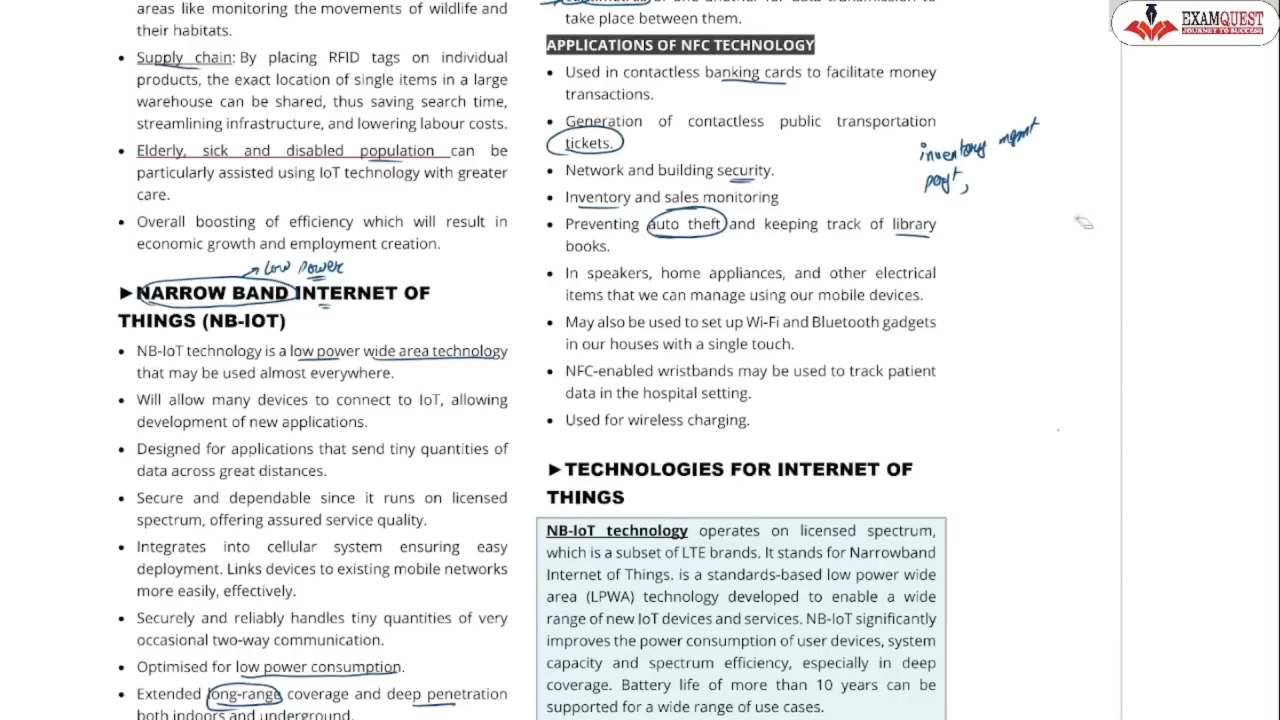 areas like monitoring the movements of wildlife and
their habitats.
• Supply chain: By placing RFID tags on individual
products, the exact location of single items in a large
warehouse can be shared, thus saving search time,
streamlining infrastructure, and lowering labour costs.
• Elderly, sick and disabled population can be
particularly assisted using IoT technology with greater
care.
• Overall boosting of efficiency which will result in
economic growth and employment creation.
→ low power
►NARROW BAND INTERNET OF
THINGS (NB-IOT)
• NB-IoT technology is a low power wide area technology
that may be used almost everywhere.
• Will allow many devices to connect to IoT, allowing
development of new applications.
• Designed for applications that send tiny quantities of
data across great distances.
• Secure and dependable since it runs on licensed
spectrum, offering assured service quality.
• Integrates into cellular system ensuring easy
deployment. Links devices to existing mobile networks
more easily, effectively.
• Securely and reliably handles tiny quantities of very
occasional two-way communication.
• Optimised for low power consumption.
• Extended long-range coverage and deep penetration
both indoors and underground.
take place between them.
APPLICATIONS OF NFC TECHNOLOGY
• Used in contactless banking cards to facilitate money
transactions.
• Generation of contactless public transportation
tickets.
• Network and building security.
• Inventory and sales monitoring
• Preventing auto theft and keeping track of library
books.
• In speakers, home appliances, and other electrical
items that we can manage using our mobile devices.
• May also be used to set up Wi-Fi and Bluetooth gadgets
in our houses with a single touch.
• NFC-enabled wristbands may be used to track patient
data in the hospital setting.
• Used for wireless charging.
►TECHNOLOGIES FOR INTERNET OF
THINGS
NB-IoT technology operates on licensed spectrum,
which is a subset of LTE brands. It stands for Narrowband
Internet of Things. is a standards-based low power wide
area (LPWA) technology developed to enable a wide
range of new IoT devices and services. NB-IoT significantly
improves the power consumption of user devices, system
capacity and spectrum efficiency, especially in deep
coverage. Battery life of more than 10 years can be
supported for a wide range of use cases.
inventory mgmt
payt,
EXAMQUEST
JOURNEY TO SUCCESS